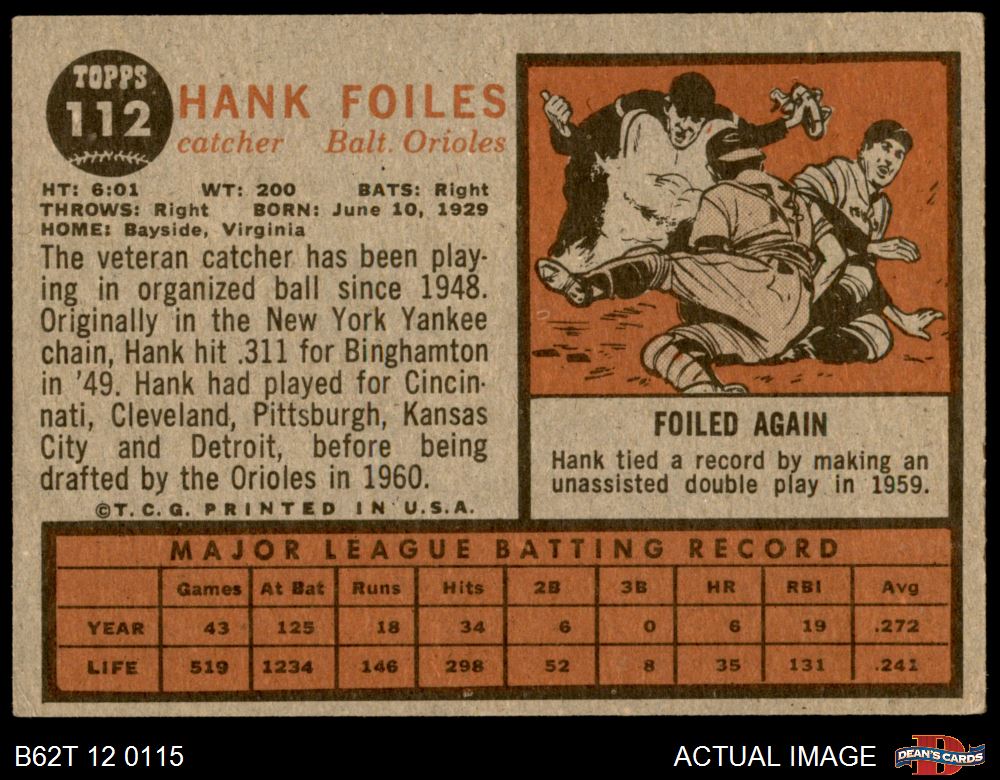 TOPPS
112
HANK FOILES
catcher Balt. Orioles
HT: 6:01 WT: 200 BATS: Right
THROWS: Right BORN: June 10, 1929
HOME: Bayside, Virginia
The veteran catcher has been play-
ing in organized ball since 1948.
Originally in the New York Yankee
chain, Hank hit .311 for Binghamton
in '49. Hank had played for Cincin-
nati, Cleveland, Pittsburgh, Kansas
City and Detroit, before being
drafted by the Orioles in 1960.
©T.C.G. PRINTED IN U.S.A.
FOILED AGAIN
Hank tied a record by making an
unassisted double play in 1959.
MAJOR LEAGUE BATTING RECORD
Games At Bat Runs Hits 2B 3B HR RBI Avg
YEAR 43 125 18 34 6 0 6 19 .272
LIFE 519 1234 146 298 52 8 35 131 .241
B62T 12 0115
ACTUAL IMAGE
DEAN'S CARDS